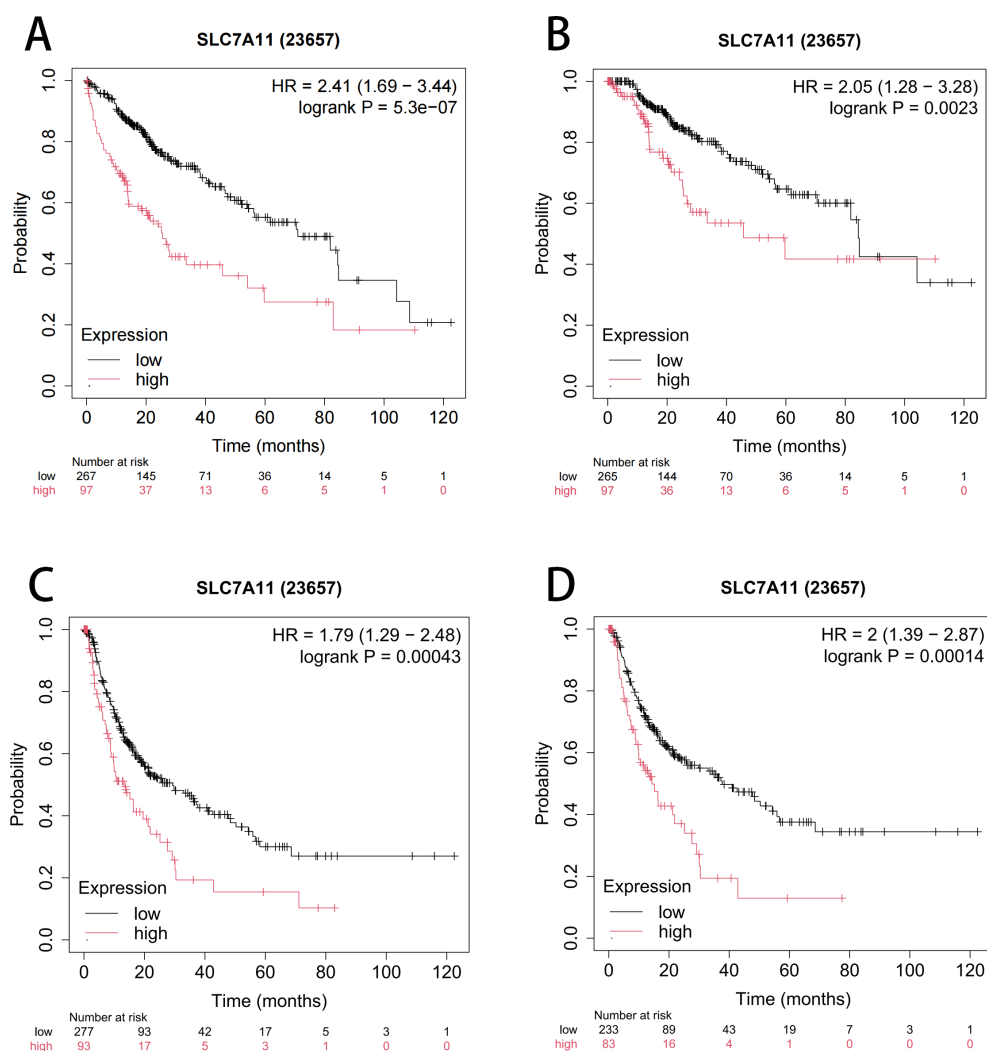 A
SLC7A11 (23657)
HR = 2.41 (1.69 − 3.44)
logrank P = 5.3e−07
Probability
1.0
0.8
0.6
0.4
0.2
0.0
Expression
low
high
0 20 40 60 80 100 120
Time (months)
Number at risk
low 267 145 71 36 14 5 1
high 97 37 13 6 5 1 0
B
SLC7A11 (23657)
HR = 2.05 (1.28 − 3.28)
logrank P = 0.0023
Probability
1.0
0.8
0.6
0.4
0.2
0.0
Expression
low
high
0 20 40 60 80 100 120
Time (months)
Number at risk
low 265 144 70 36 14 5 1
high 97 36 13 6 5 1 0
C
SLC7A11 (23657)
HR = 1.79 (1.29 − 2.48)
logrank P = 0.00043
Probability
1.0
0.8
0.6
0.4
0.2
0.0
Expression
low
high
0 20 40 60 80 100 120
Time (months)
Number at risk
low 277 93 42 17 5 3 1
high 93 17 5 3 1 0 0
D
SLC7A11 (23657)
HR = 2 (1.39 − 2.87)
logrank P = 0.00014
Probability
1.0
0.8
0.6
0.4
0.2
0.0
Expression
low
high
0 20 40 60 80 100 120
Time (months)
Number at risk
low 233 89 43 19 7 3 1
high 83 16 4 1 0 0 0